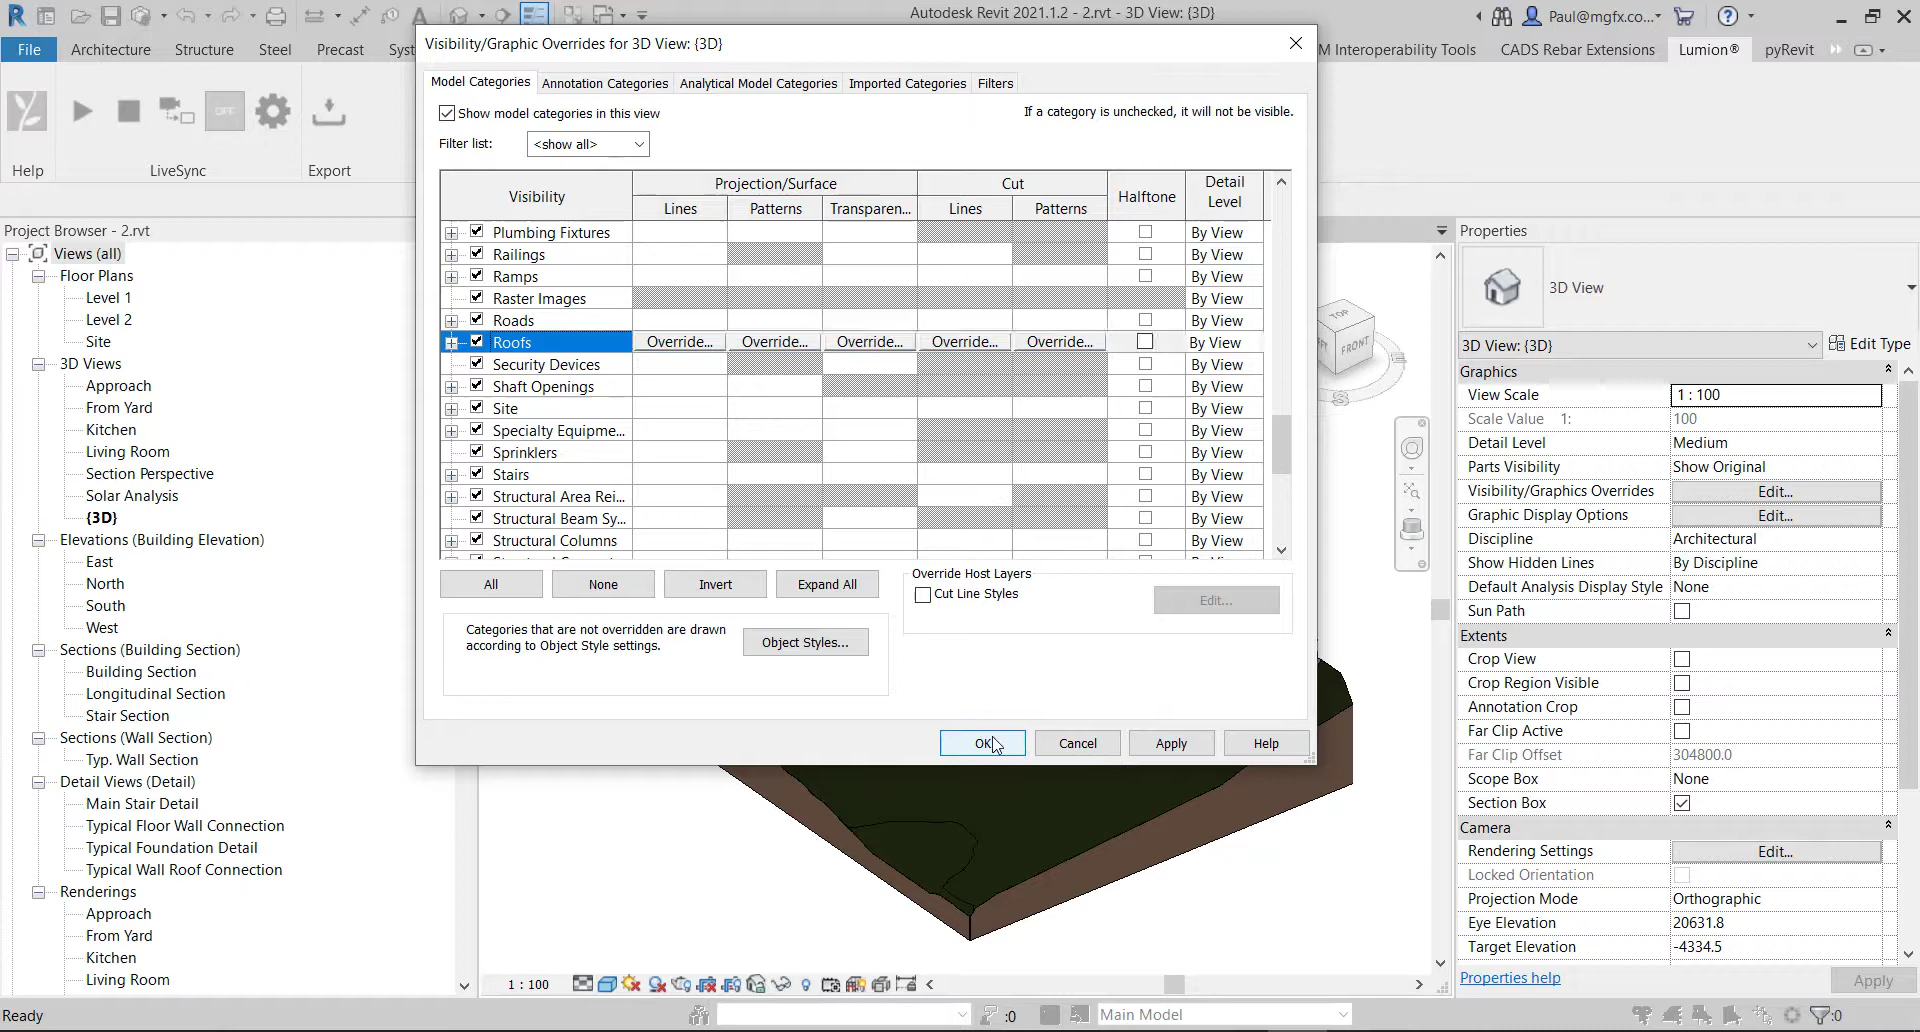 Autodesk Revit 2021.1.2 - 2.rvt - 3D View: {3D}
Paul@mgfx.co...
File
Architecture
Structure
Steel
Precast
Syst
M Interoperability Tools
CADS Rebar Extensions
Lumion®
pyRevit
OFF
Help
LiveSync
Export
Visibility/Graphic Overrides for 3D View: {3D}
Model Categories
Annotation Categories
Analytical Model Categories
Imported Categories
Filters
Show model categories in this view
If a category is unchecked, it will not be visible.
Filter list:
<show all>
Visibility
Projection/Surface
Cut
Halftone
Detail
Level
Lines
Patterns
Transparen...
Lines
Patterns
Plumbing Fixtures
By View
Railings
By View
Ramps
By View
Raster Images
By View
Roads
By View
Roofs
Override...
Override...
Override...
Override...
Override...
By View
Security Devices
By View
Shaft Openings
By View
Site
By View
Specialty Equipme...
By View
Sprinklers
By View
Stairs
By View
Structural Area Rei...
By View
Structural Beam Sy...
By View
Structural Columns
By View
All
None
Invert
Expand All
Override Host Layers
Cut Line Styles
Edit...
Categories that are not overridden are drawn
according to Object Style settings.
Object Styles...
OK
Cancel
Apply
Help
Project Browser - 2.rvt
Views (all)
Floor Plans
Level 1
Level 2
Site
3D Views
Approach
From Yard
Kitchen
Living Room
Section Perspective
Solar Analysis
{3D}
Elevations (Building Elevation)
East
North
South
West
Sections (Building Section)
Building Section
Longitudinal Section
Stair Section
Sections (Wall Section)
Typ. Wall Section
Detail Views (Detail)
Main Stair Detail
Typical Floor Wall Connection
Typical Foundation Detail
Typical Wall Roof Connection
Renderings
Approach
From Yard
Kitchen
Living Room
TOP
FRONT
S
Properties
3D View
3D View: {3D}
Edit Type
Graphics
View Scale
1 : 100
Scale Value 1:
100
Detail Level
Medium
Parts Visibility
Show Original
Visibility/Graphics Overrides
Edit...
Graphic Display Options
Edit...
Discipline
Architectural
Show Hidden Lines
By Discipline
Default Analysis Display Style
None
Sun Path
Extents
Crop View
Crop Region Visible
Annotation Crop
Far Clip Active
Far Clip Offset
304800.0
Scope Box
None
Section Box
Camera
Rendering Settings
Edit...
Locked Orientation
Projection Mode
Orthographic
Eye Elevation
20631.8
Target Elevation
-4334.5
Properties help
Apply
1 : 100
Ready
:0
Main Model
:0